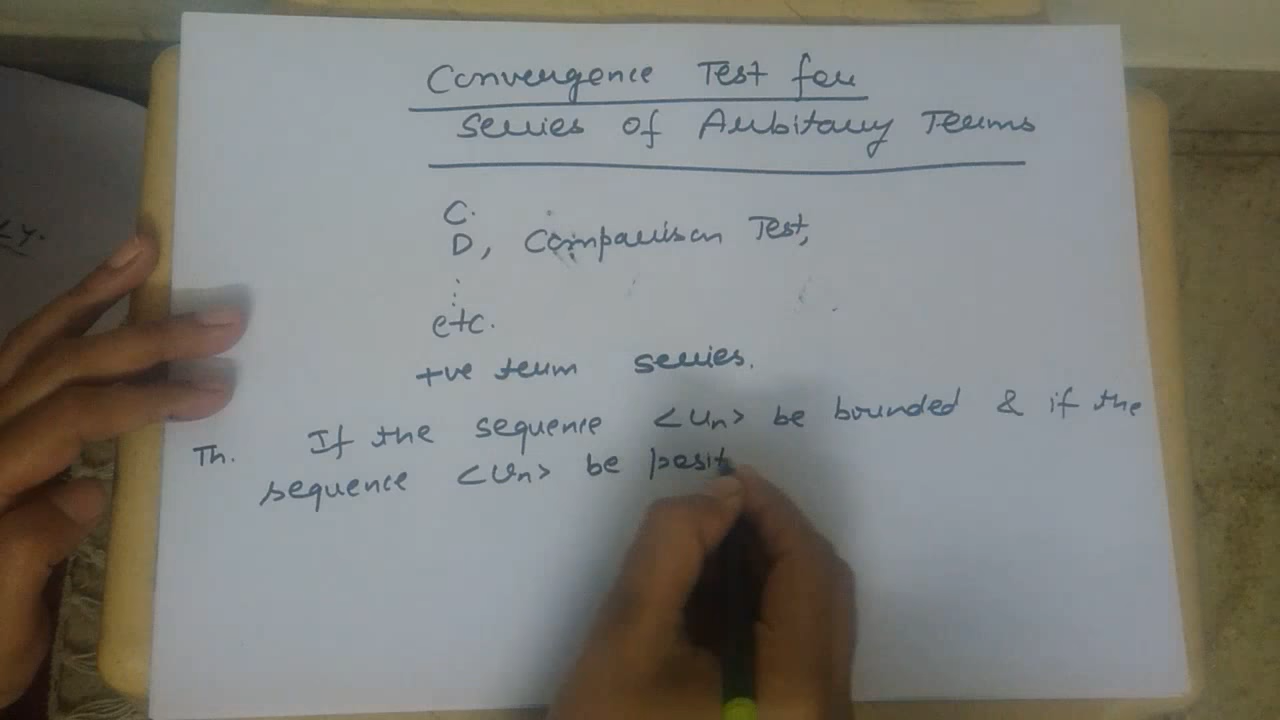 Convergence Test for
Series of Arbitary Terms
C.
D, Comparison Test,
⋮
etc.
+ve term series.
Th. If the sequence <un> be bounded & if the
sequence <vn> be posit